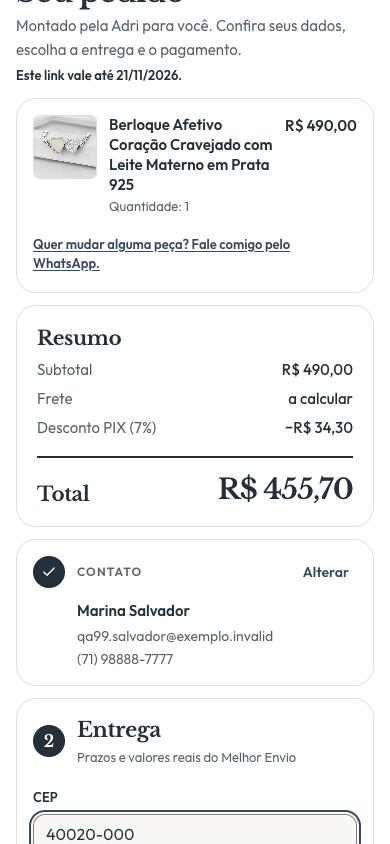 Seu pedido
Montado pela Adri para você. Confira seus dados,
escolha a entrega e o pagamento.
Este link vale até 21/11/2026.
Berloque Afetivo
Coração Cravejado com
Leite Materno em Prata
925
R$ 490,00
Quantidade: 1
Quer mudar alguma peça? Fale comigo pelo
WhatsApp.
Resumo
Subtotal R$ 490,00
Frete a calcular
Desconto PIX (7%) −R$ 34,30
Total R$ 455,70
CONTATO Alterar
Marina Salvador
qa99.salvador@exemplo.invalid
(71) 98888-7777
2 Entrega
Prazos e valores reais do Melhor Envio
CEP
40020-000